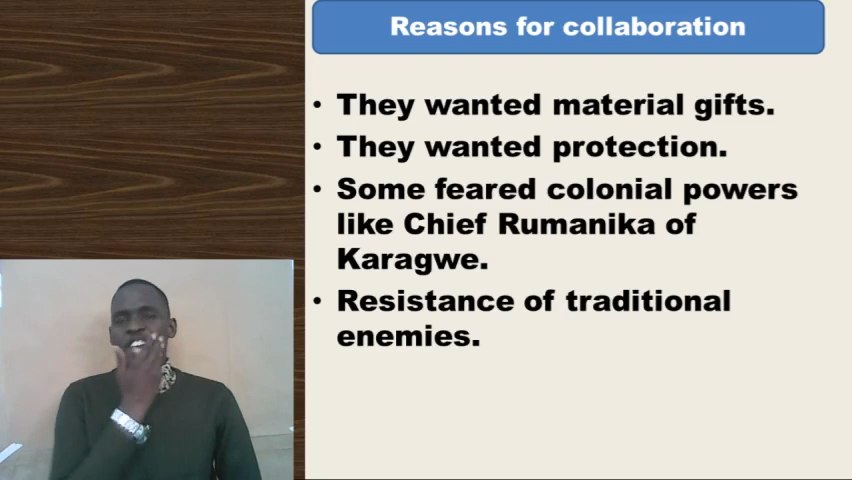 Reasons for collaboration
• They wanted material gifts.
• They wanted protection.
• Some feared colonial powers
like Chief Rumanika of
Karagwe.
• Resistance of traditional
enemies.